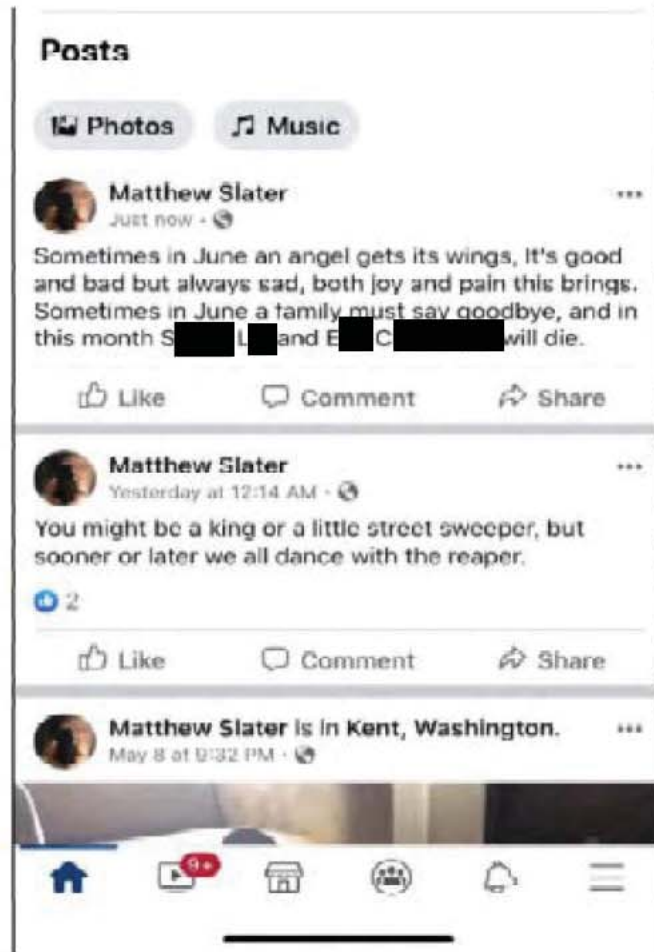 Posts
Photos
Music
Matthew Slater
Just now
Sometimes in June an angel gets its wings, It's good
and bad but always sad, both joy and pain this brings.
Sometimes in June a family must say goodbye, and in
this month S L and E C will die.
Like Comment Share
Matthew Slater
Yesterday at 12:14 AM
You might be a king or a little street sweeper, but
sooner or later we all dance with the reaper.
2
Like Comment Share
Matthew Slater is in Kent, Washington.
May 8 at 9:32 PM
9+